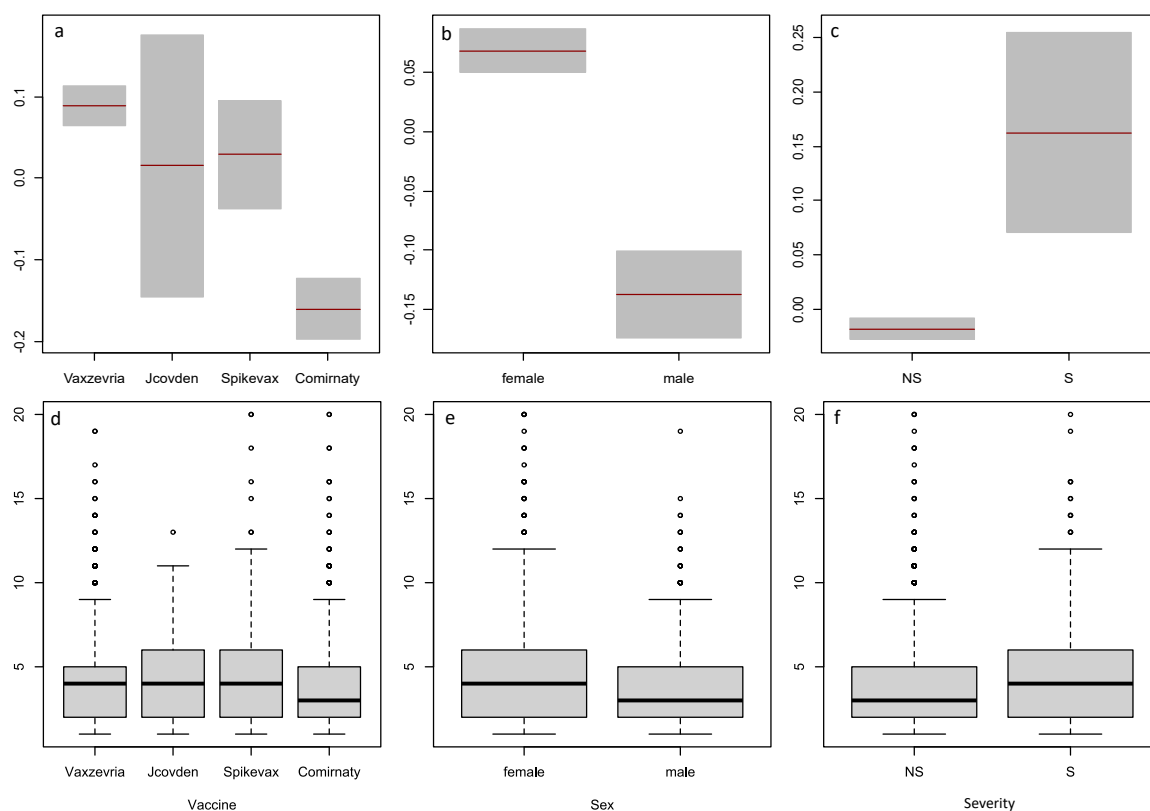 a
0.1
0.0
-0.1
-0.2
Vaxzevria Jcovden Spikevax Comirnaty
b
0.05
0.00
-0.05
-0.10
-0.15
female male
c
0.25
0.20
0.15
0.10
0.05
0.00
NS S
d
20
15
10
5
Vaxzevria Jcovden Spikevax Comirnaty
Vaccine
e
20
15
10
5
female male
Sex
f
20
15
10
5
NS S
Severity